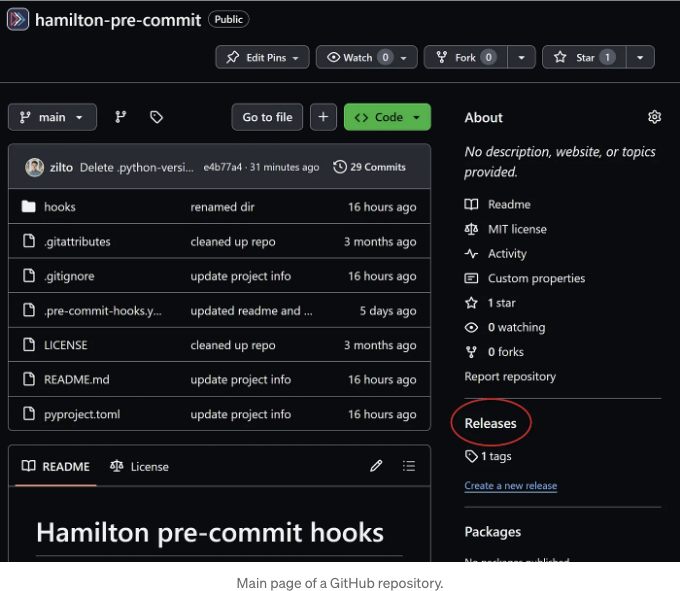 hamilton-pre-commit Public
Edit Pins Watch 0 Fork 0 Star 1
main Go to file + Code
zilto Delete .python-versi... e4b77a4 · 31 minutes ago 29 Commits
hooks renamed dir 16 hours ago
.gitattributes cleaned up repo 3 months ago
.gitignore update project info 16 hours ago
.pre-commit-hooks.y... updated readme and ... 5 days ago
LICENSE cleaned up repo 3 months ago
README.md update project info 16 hours ago
pyproject.toml update project info 16 hours ago
README License
Hamilton pre-commit hooks
About
No description, website, or topics
provided.
Readme
MIT license
Activity
Custom properties
1 star
0 watching
0 forks
Report repository
Releases
1 tags
Create a new release
Packages
No packages published
Main page of a GitHub repository.